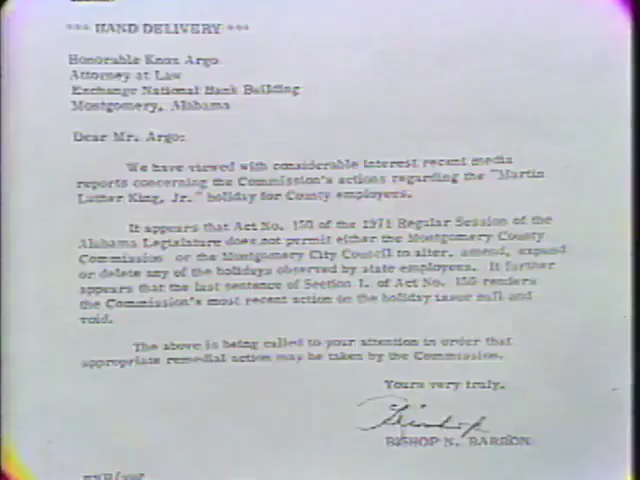 *** HAND DELIVERY ***
Honorable Knox Argo
Attorney at Law
Exchange National Bank Building
Montgomery, Alabama
Dear Mr. Argo:
We have viewed with considerable interest recent media
reports concerning the Commission's actions regarding the "Martin
Luther King, Jr." holiday for County employees.
It appears that Act No. 150 of the 1971 Regular Session of the
Alabama Legislature does not permit either the Montgomery County
Commission or the Montgomery City Council to alter, amend, expand
or delete any of the holidays observed by state employees. It further
appears that the last sentence of Section 1. of Act No. 150 renders
the Commission's most recent action on the holiday issue null and
void.
The above is being called to your attention in order that
appropriate remedial action may be taken by the Commission.
Yours very truly,
Bishop
BISHOP N. BARRON